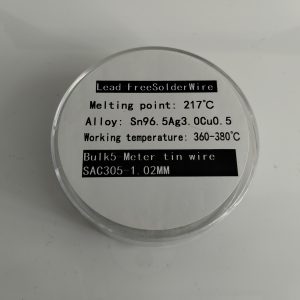 Lead FreeSolderWire
Melting point: 217℃
Alloy: Sn96.5Ag3.0Cu0.5
Working temperature: 360-380℃
Bulk5 Meter tin wire
SAC305-1.02MM